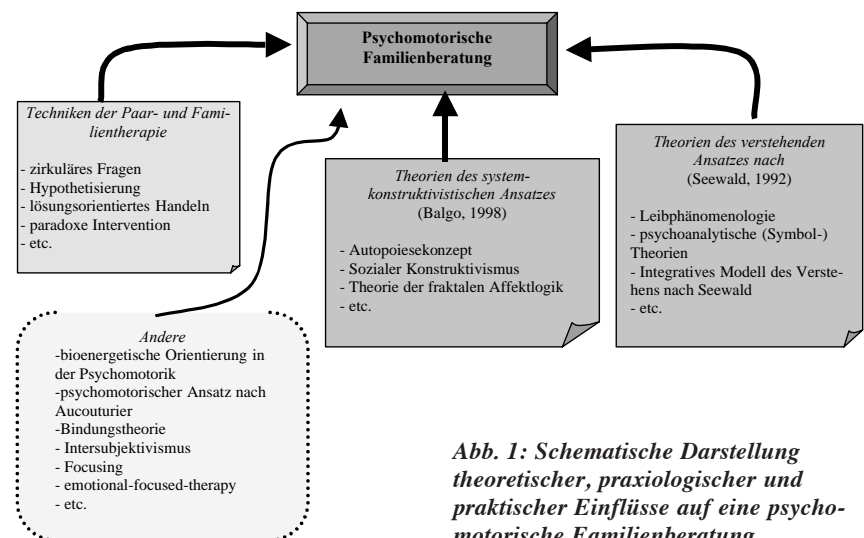 Psychomotorische
Familienberatung
Techniken der Paar- und Fami-
lientherapie
- zirkuläres Fragen
- Hypothetisierung
- lösungsorientiertes Handeln
- paradoxe Intervention
- etc.
Theorien des system-
konstruktivistischen Ansatzes
(Balgo, 1998)
- Autopoiesekonzept
- Sozialer Konstruktivismus
- Theorie der fraktalen Affektlogik
- etc.
Theorien des verstehenden
Ansatzes nach
(Seewald, 1992)
- Leibphänomenologie
- psychoanalytische (Symbol-)
Theorien
- Integratives Modell des Verste-
hens nach Seewald
- etc.
Andere
-bioenergetische Orientierung in
der Psychomotorik
-psychomotorischer Ansatz nach
Aucouturier
-Bindungstheorie
- Intersubjektivismus
- Focusing
- emotional-focused-therapy
- etc.
Abb. 1: Schematische Darstellung
theoretischer, praxiologischer und
praktischer Einflüsse auf eine psycho-
motorische Familienberatung